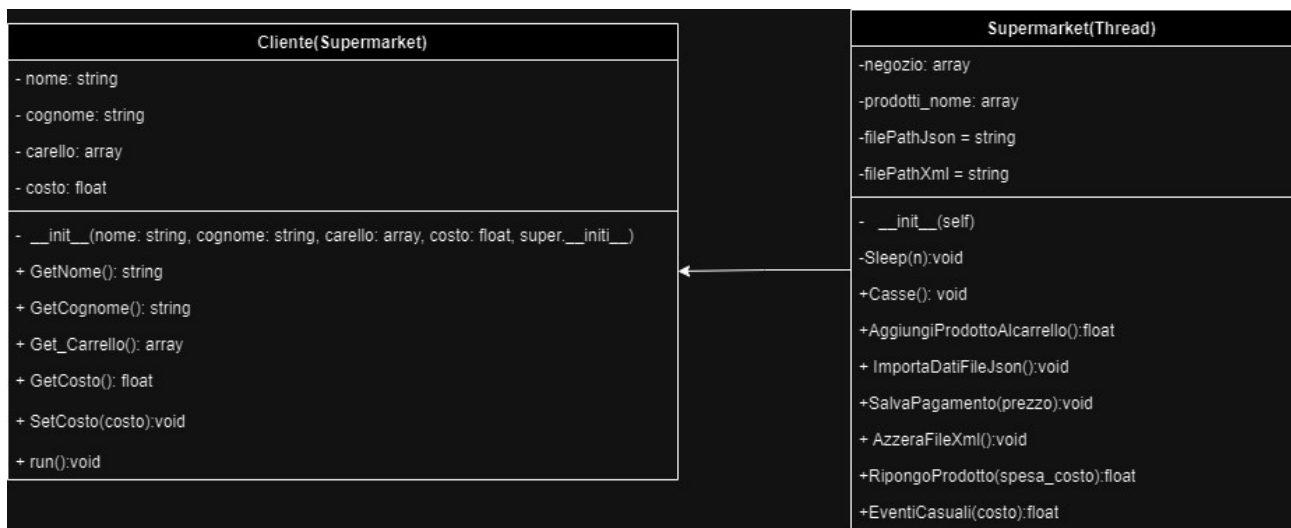 Cliente(Supermarket)
- nome: string
- cognome: string
- carello: array
- costo: float
- __init__(nome: string, cognome: string, carello: array, costo: float, super.__initi__)
+ GetNome(): string
+ GetCognome(): string
+ Get_Carrello(): array
+ GetCosto(): float
+ SetCosto(costo):void
+ run():void
Supermarket(Thread)
-negozio: array
-prodotti_nome: array
-filePathJson = string
-filePathXml = string
- __init__(self)
-Sleep(n):void
+Casse(): void
+AggiungiProdottoAlcarrello():float
+ ImportaDatiFileJson():void
+SalvaPagamento(prezzo):void
+ AzzeraFileXml():void
+RipongoProdotto(spesa_costo):float
+EventiCasuali(costo):float